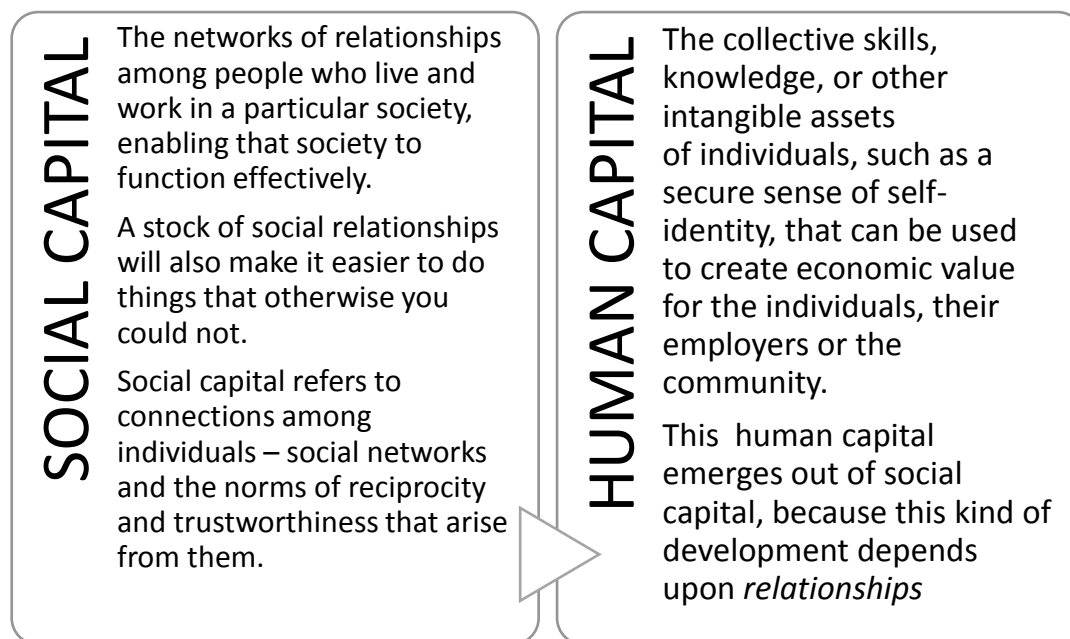 SOCIAL CAPITAL
The networks of relationships
among people who live and
work in a particular society,
enabling that society to
function effectively.
A stock of social relationships
will also make it easier to do
things that otherwise you
could not.
Social capital refers to
connections among
individuals – social networks
and the norms of reciprocity
and trustworthiness that arise
from them.
HUMAN CAPITAL
The collective skills,
knowledge, or other
intangible assets
of individuals, such as a
secure sense of self-
identity, that can be used
to create economic value
for the individuals, their
employers or the
community.
This  human capital
emerges out of social
capital, because this kind of
development depends
upon relationships